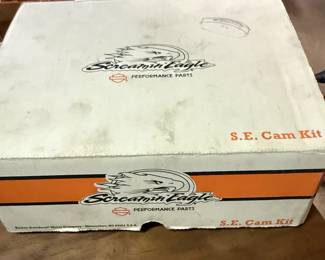 Screamin' Eagle
PERFORMANCE PARTS
S.E. Cam Kit
Screamin' Eagle
PERFORMANCE PARTS
S.E. Cam Kit